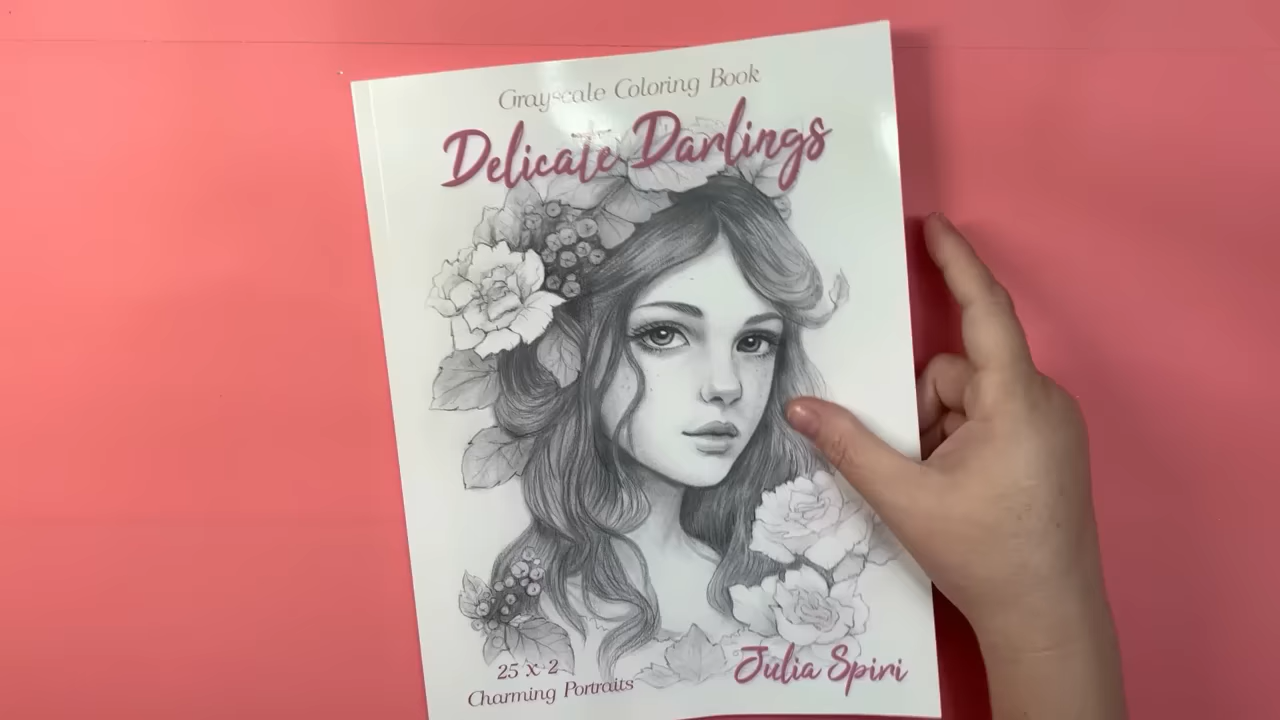 Grayscale Coloring Book
Delicate Darlings
25 x 2
Charming Portraits
Julia Spiri